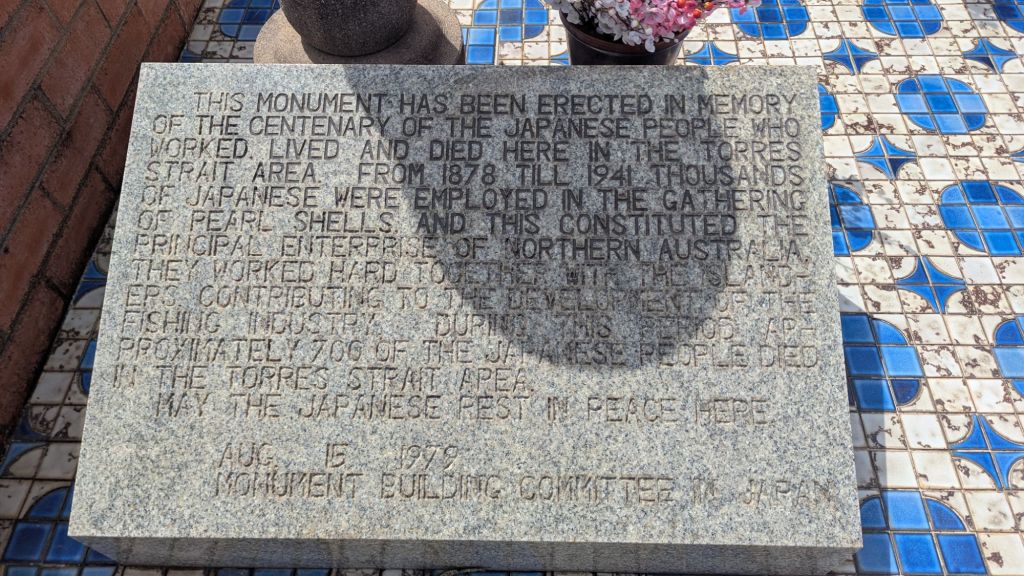 THIS MONUMENT HAS BEEN ERECTED IN MEMORY
OF THE CENTENARY OF THE JAPANESE PEOPLE WHO
WORKED, LIVED AND DIED HERE IN THE TORRES
STRAIT AREA. FROM 1878 TILL 1941 THOUSANDS
OF JAPANESE WERE EMPLOYED IN THE GATHERING
OF PEARL SHELLS AND THIS CONSTITUTED THE
PRINCIPAL ENTERPRISE OF NORTHERN AUSTRALIA.
THEY WORKED HARD TOGETHER WITH THE ISLAND-
ERS CONTRIBUTING TO THE DEVELOPMENT OF THE
FISHING INDUSTRY. DURING THIS PERIOD AP-
PROXIMATELY 700 OF THE JAPANESE PEOPLE DIED
IN THE TORRES STRAIT AREA.
MAY THE JAPANESE REST IN PEACE HERE.
AUG. 15 1979
MONUMENT BUILDING COMMITTEE IN JAPAN